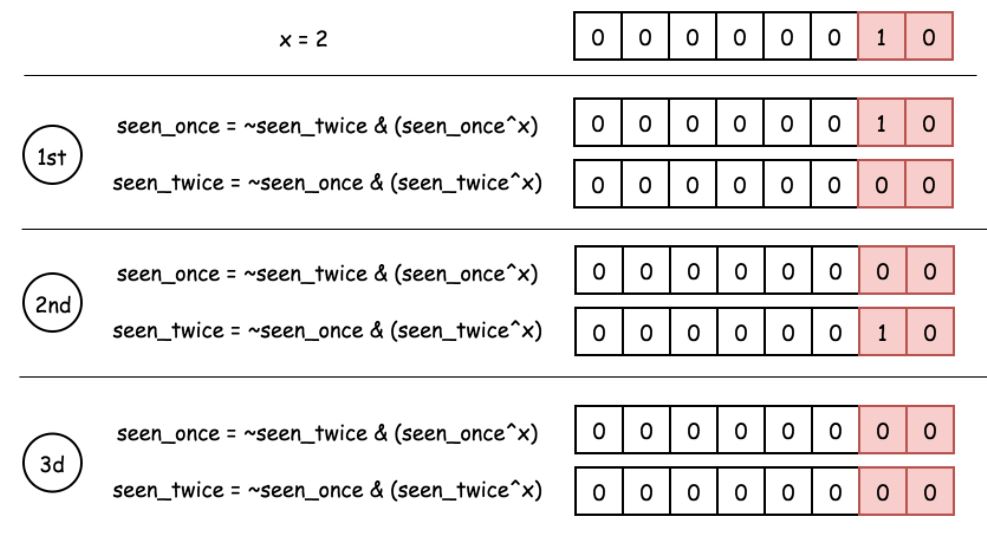 x = 2 0 0 0 0 0 0 1 0
seen_once = ~seen_twice & (seen_once^x) 0 0 0 0 0 0 1 0
1st
seen_twice = ~seen_once & (seen_twice^x) 0 0 0 0 0 0 0 0
seen_once = ~seen_twice & (seen_once^x) 0 0 0 0 0 0 0 0
2nd
seen_twice = ~seen_once & (seen_twice^x) 0 0 0 0 0 0 1 0
seen_once = ~seen_twice & (seen_once^x) 0 0 0 0 0 0 0 0
3d
seen_twice = ~seen_once & (seen_twice^x) 0 0 0 0 0 0 0 0